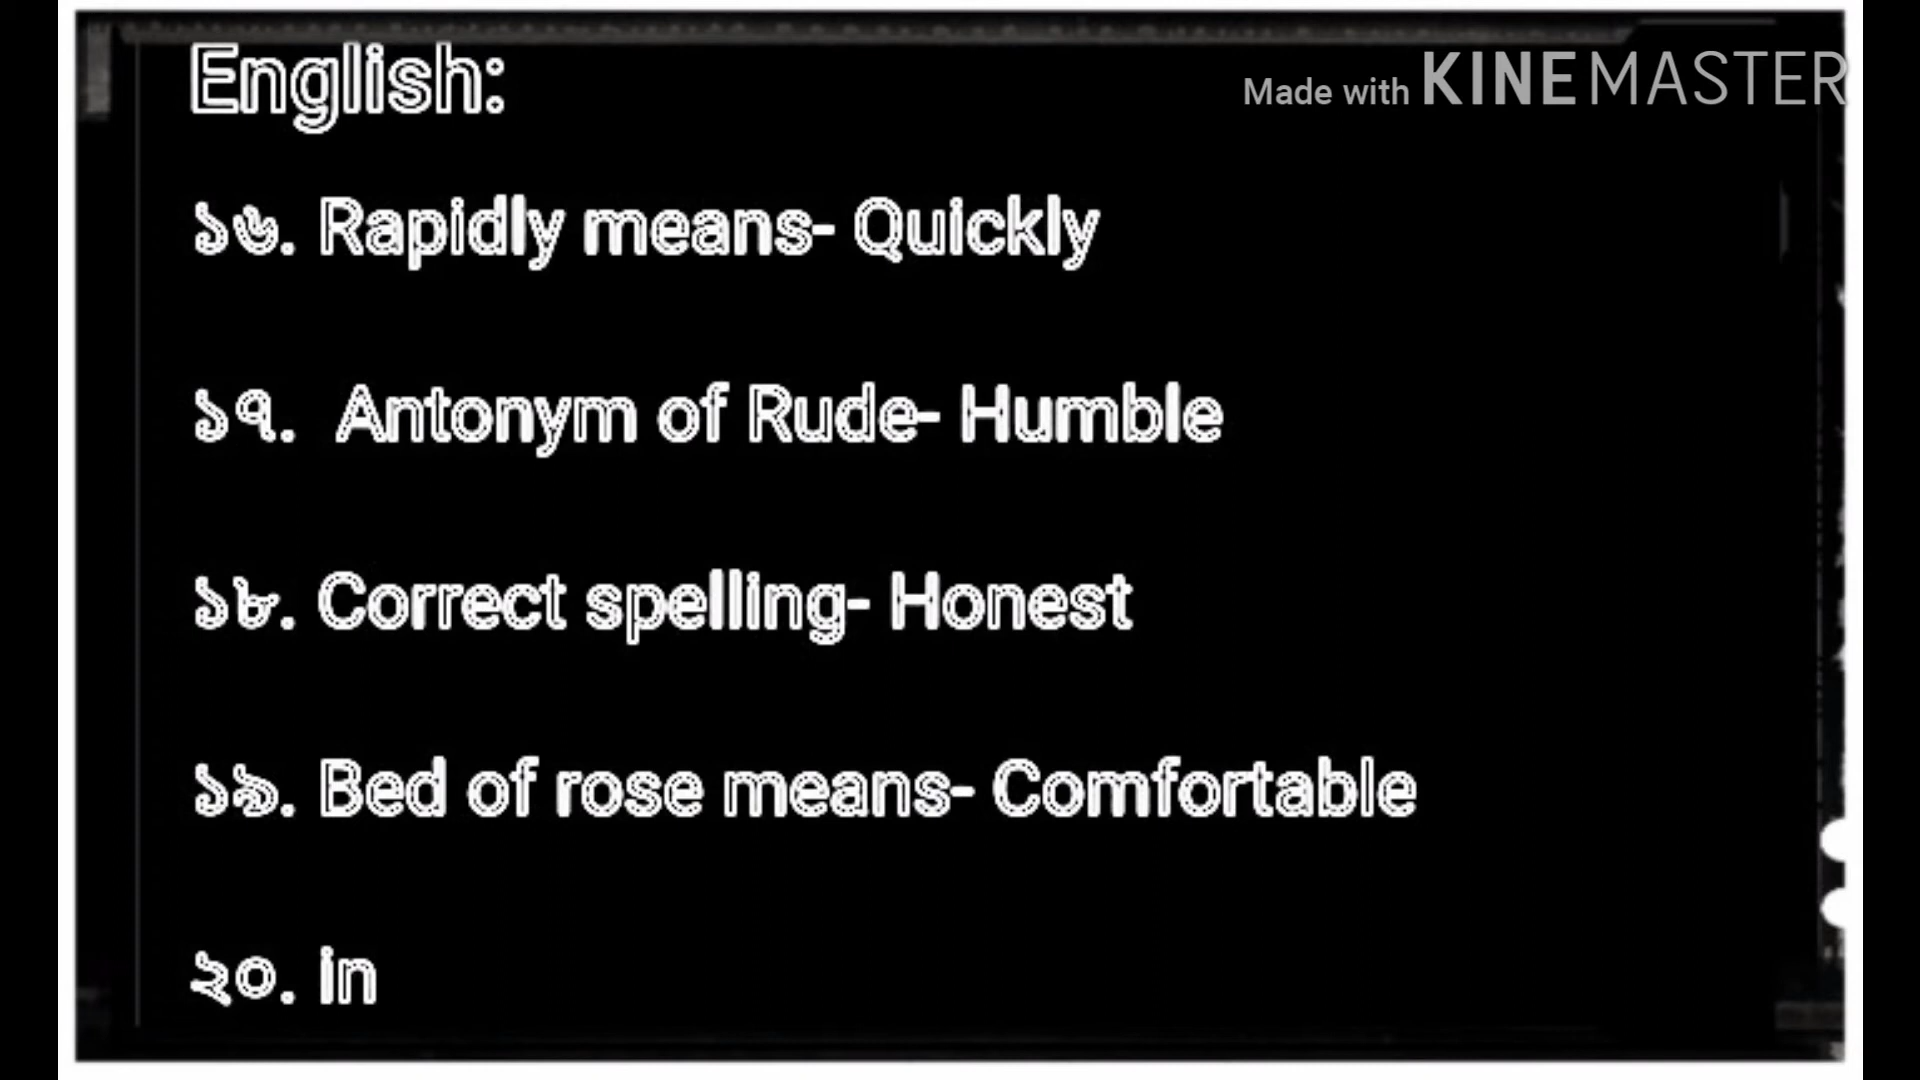 English:
Made with KINEMASTER
১৬. Rapidly means- Quickly
১৭. Antonym of Rude- Humble
১৮. Correct spelling- Honest
১৯. Bed of rose means- Comfortable
২০. in